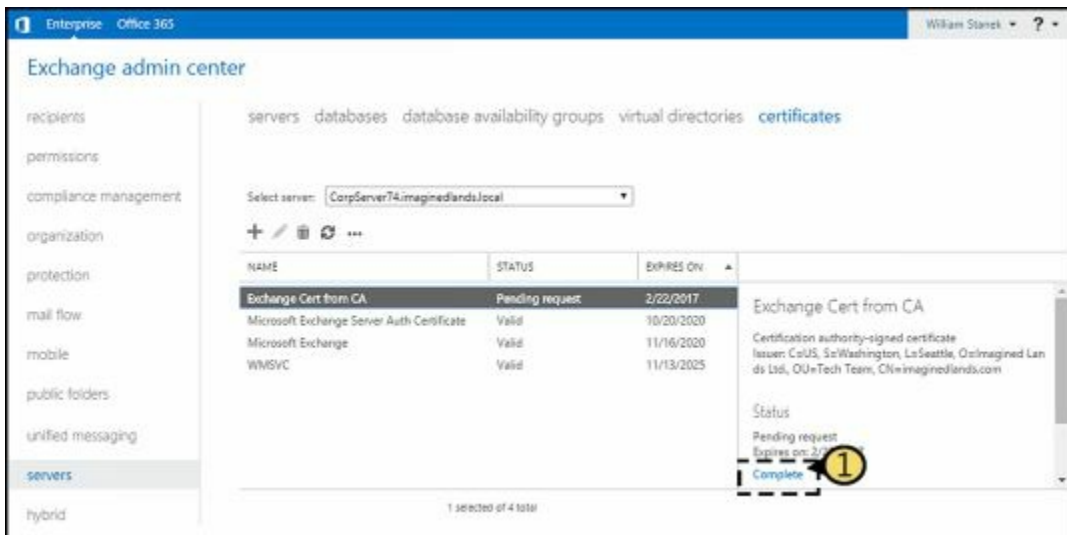 Enterprise Office 365
William Stanek
?
Exchange admin center
recipients
permissions
compliance management
organization
protection
mail flow
mobile
public folders
unified messaging
servers
hybrid
servers databases database availability groups virtual directories certificates
Select server: CorpServer74.imaginedlands.local
NAME STATUS EXPIRES ON
Exchange Cert from CA Pending request 2/22/2017
Microsoft Exchange Server Auth Certificate Valid 10/20/2020
Microsoft Exchange Valid 11/16/2020
WMSVC Valid 11/13/2025
1 selected of 4 total
Exchange Cert from CA
Certification authority-signed certificate
Issuer: C=US, S=Washington, L=Seattle, O=Imagined Lan
ds Ltd., OU=Tech Team, CN=imaginedlands.com
Status
Pending request
Expires on:
Complete
1